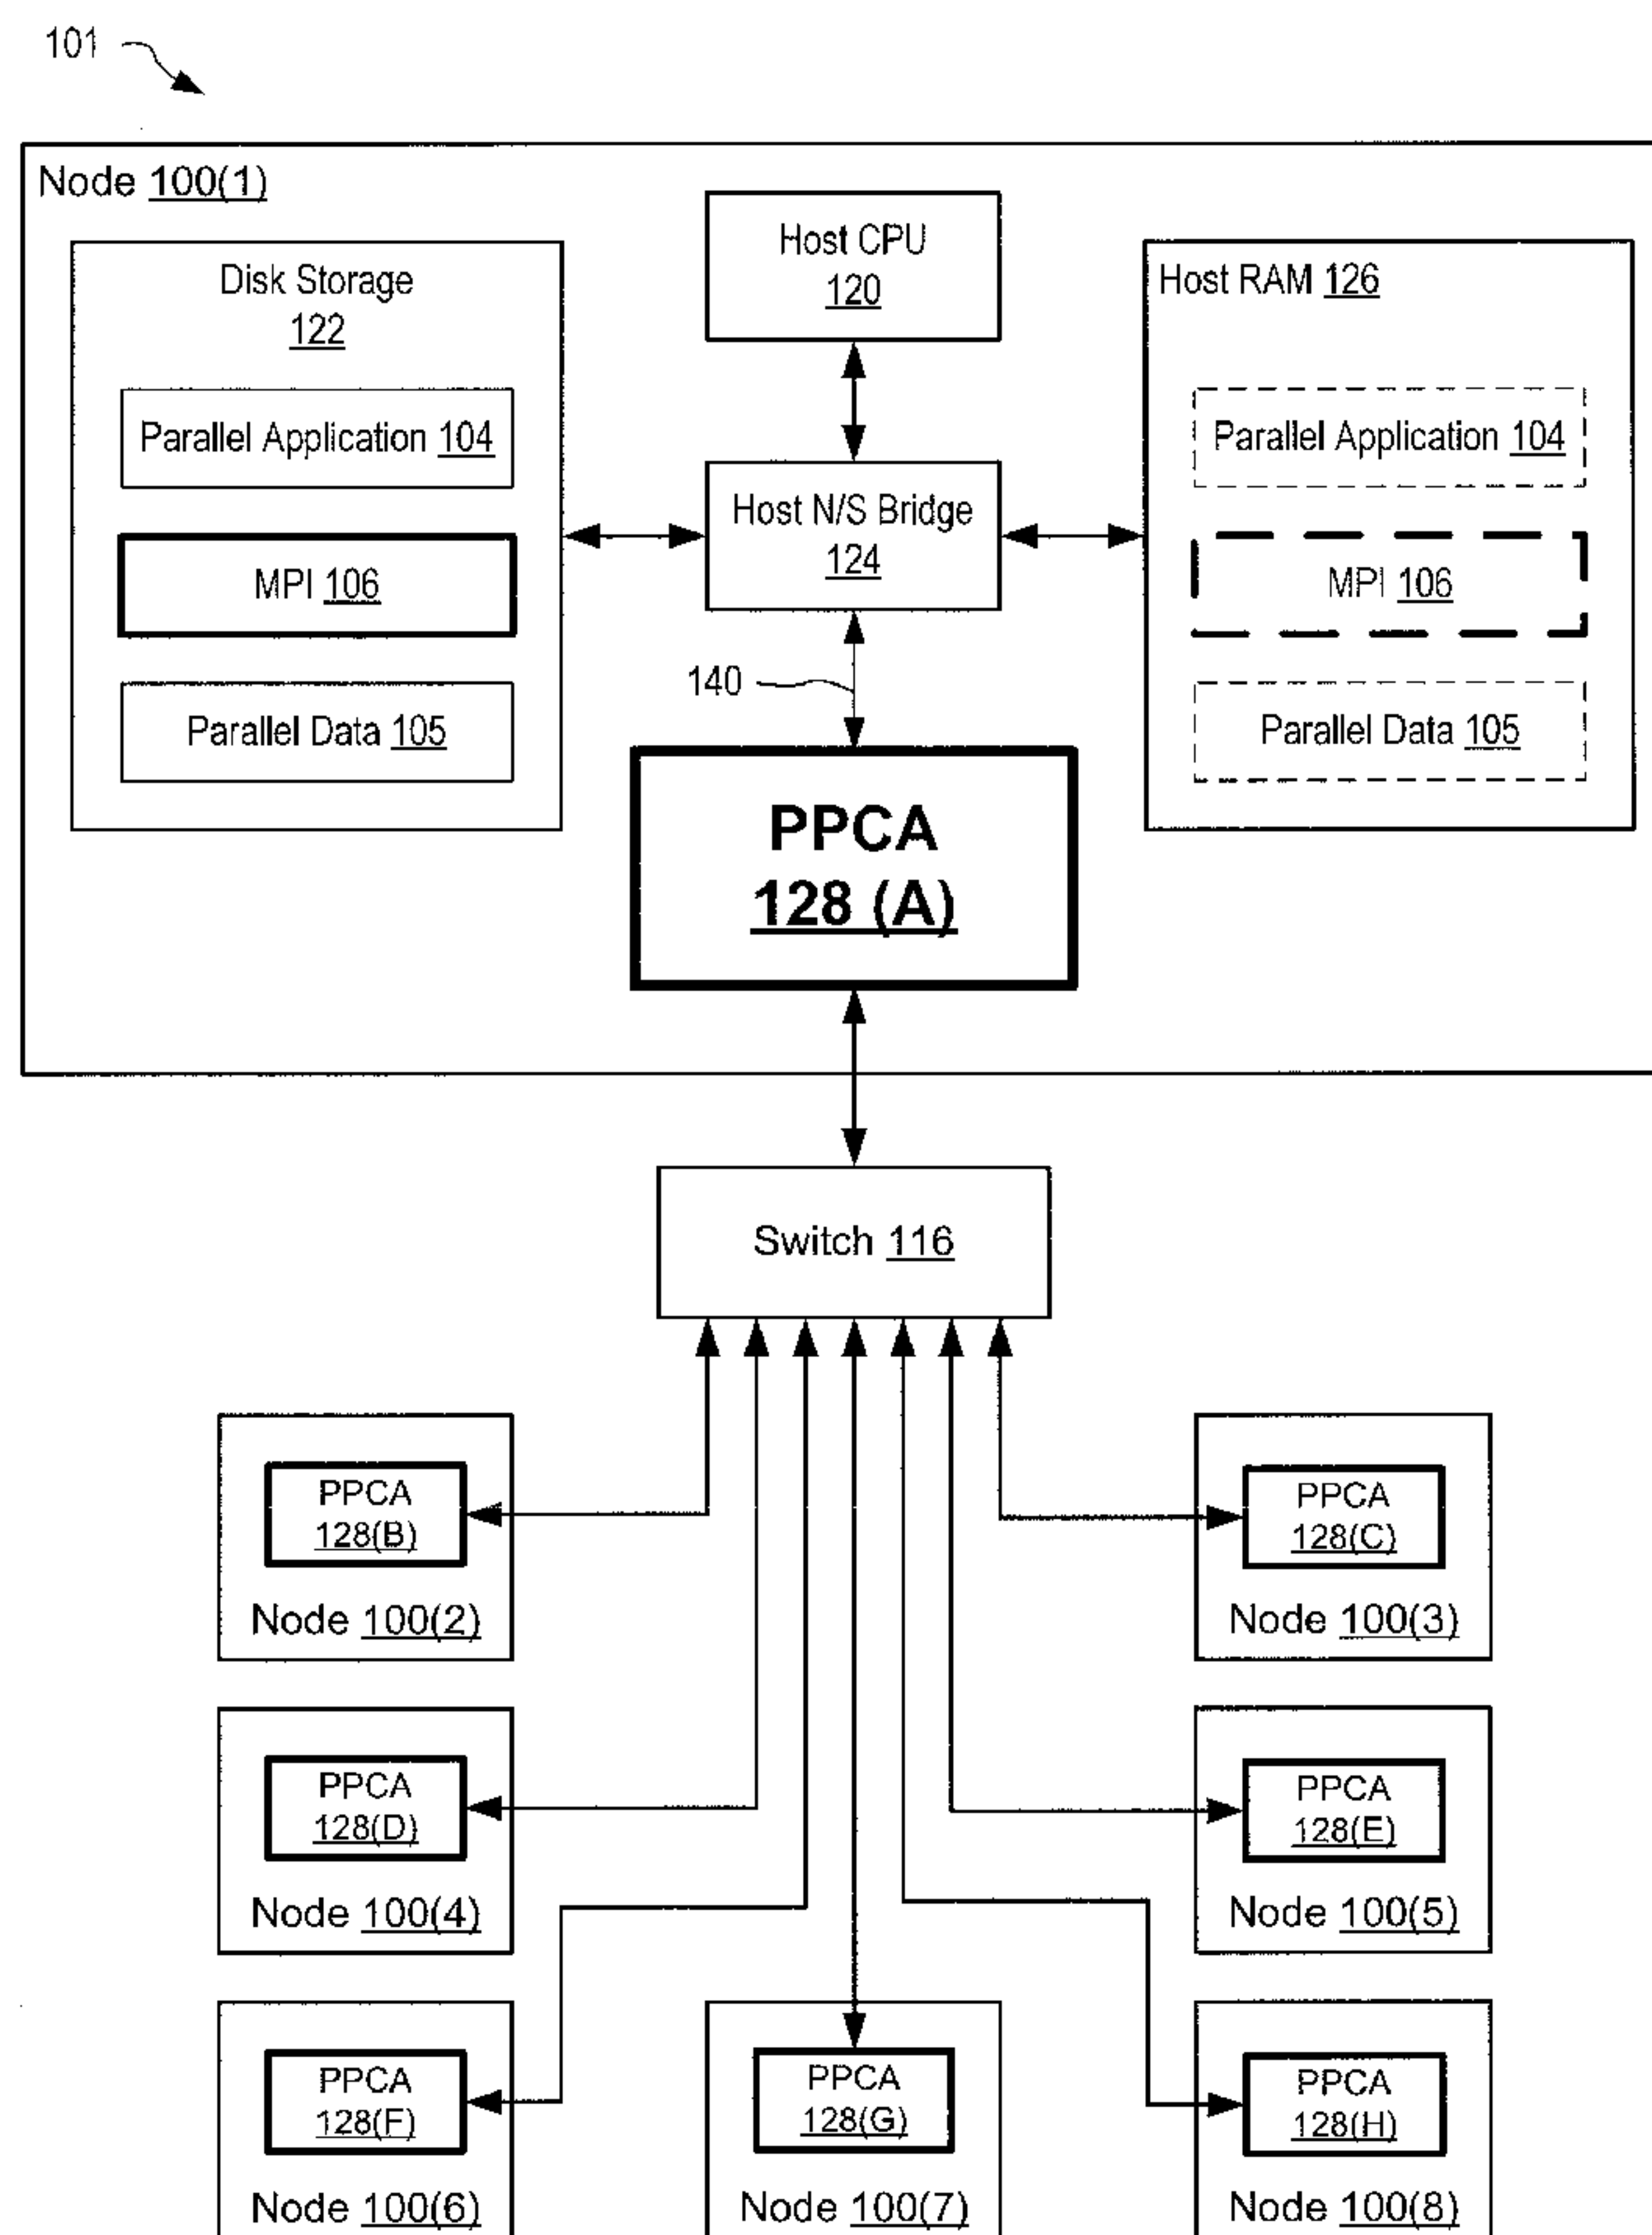 101
Node 100(1)
Disk Storage
122
Parallel Application 104
MPI 106
Parallel Data 105
Host CPU
120
Host N/S Bridge
124
140
PPCA
128 (A)
Host RAM 126
Parallel Application 104
MPI 106
Parallel Data 105
Switch 116
PPCA
128(B)
Node 100(2)
PPCA
128(C)
Node 100(3)
PPCA
128(D)
Node 100(4)
PPCA
128(E)
Node 100(5)
PPCA
128(F)
Node 100(6)
PPCA
128(G)
Node 100(7)
PPCA
128(H)
Node 100(8)